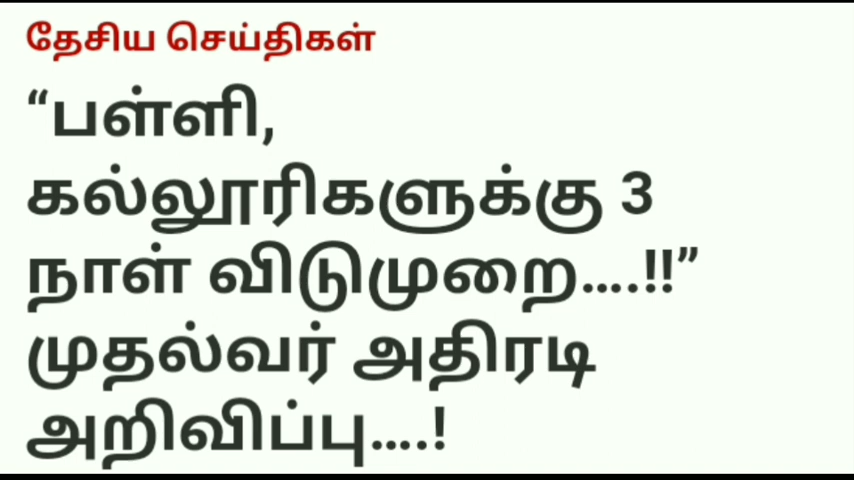 தேசிய செய்திகள்
“பள்ளி,
கல்லூரிகளுக்கு 3
நாள் விடுமுறை....!!”
முதல்வர் அதிரடி
அறிவிப்பு....!